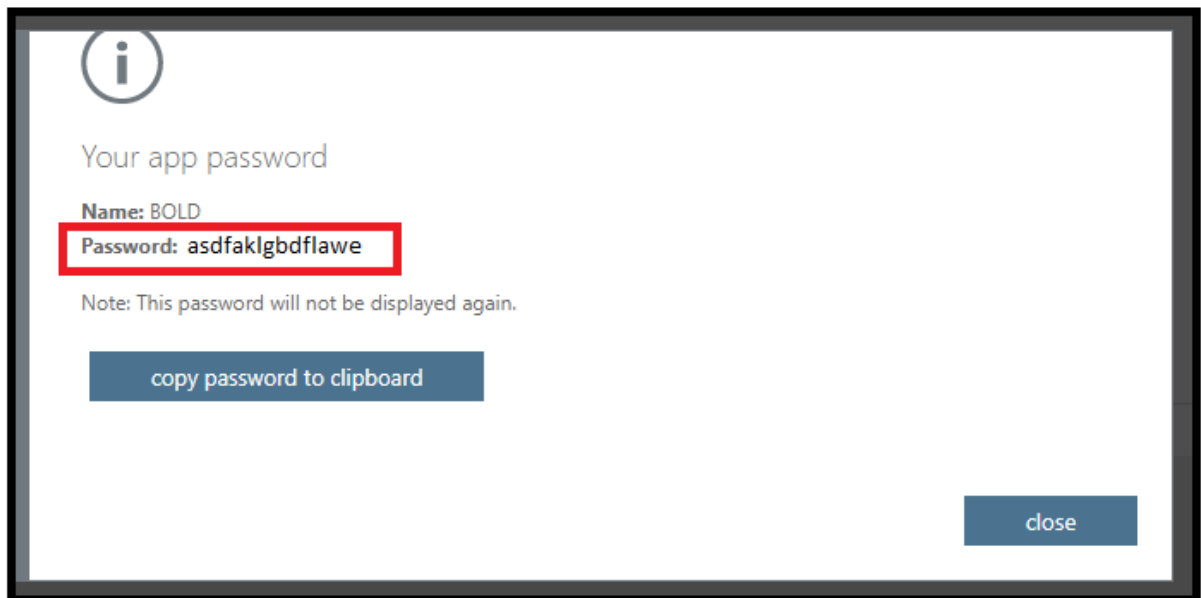 Your app password
Name: BOLD
Password: asdfaklgbdflawe
Note: This password will not be displayed again.
copy password to clipboard
close